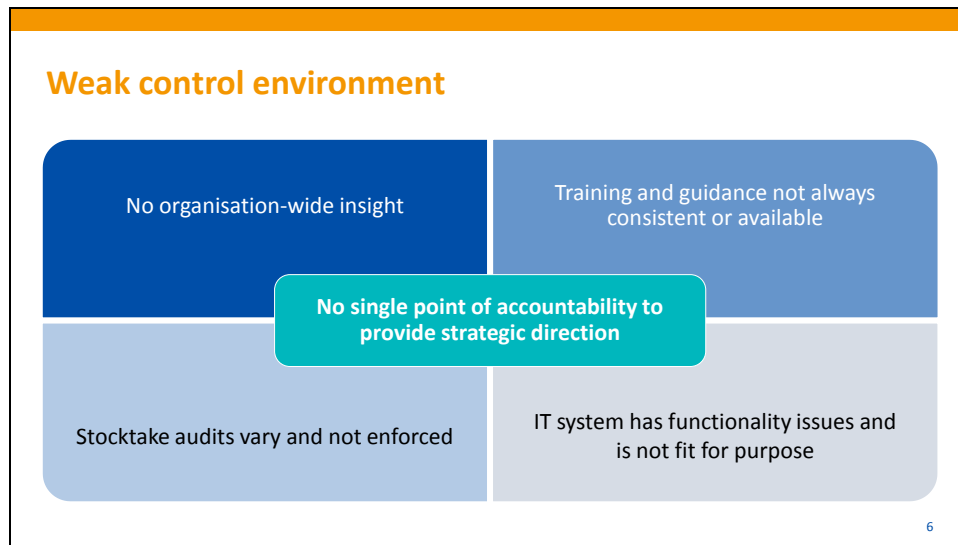 Weak control environment
No organisation-wide insight
Training and guidance not always
consistent or available
No single point of accountability to
provide strategic direction
Stocktake audits vary and not enforced
IT system has functionality issues and
is not fit for purpose
6